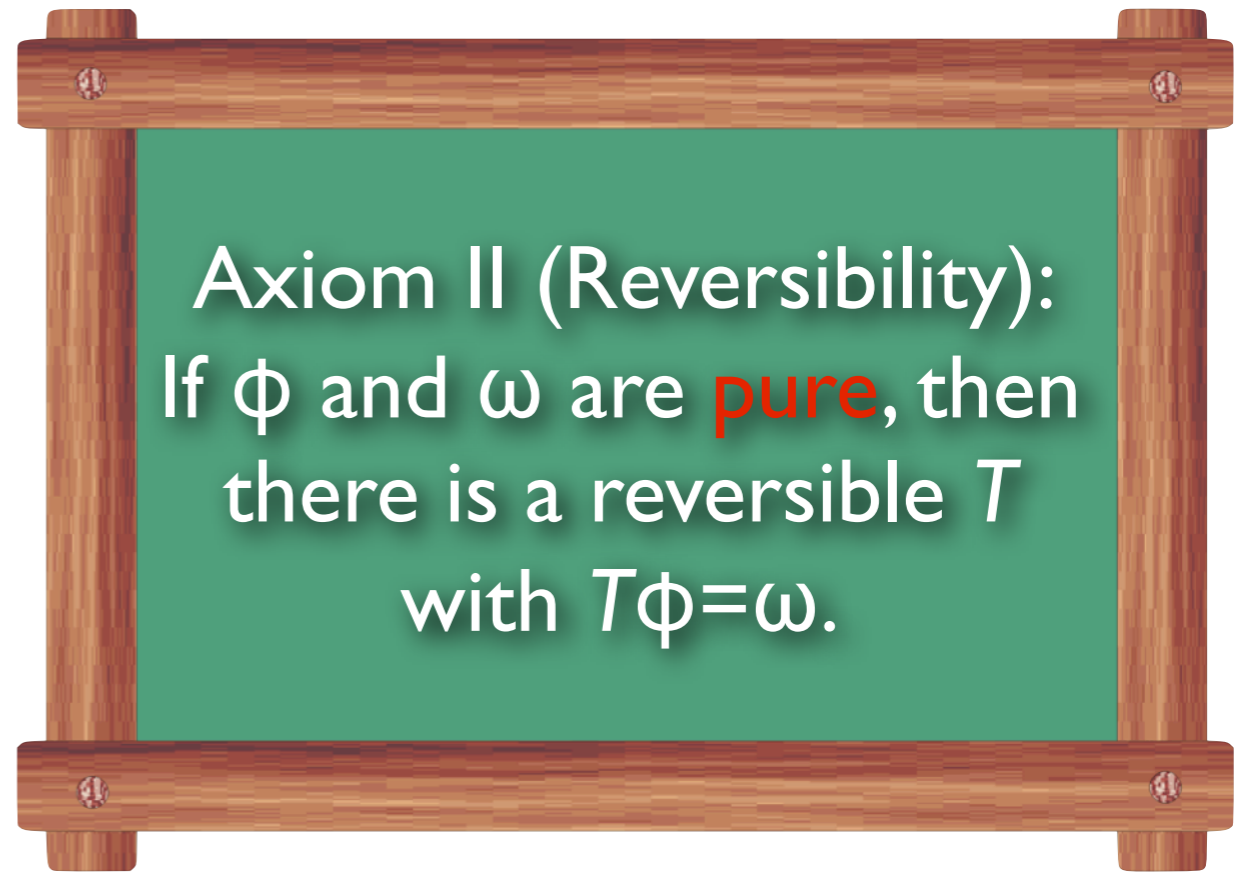 Axiom II (Reversibility):
If φ and ω are pure, then
there is a reversible T
with Tφ=ω.